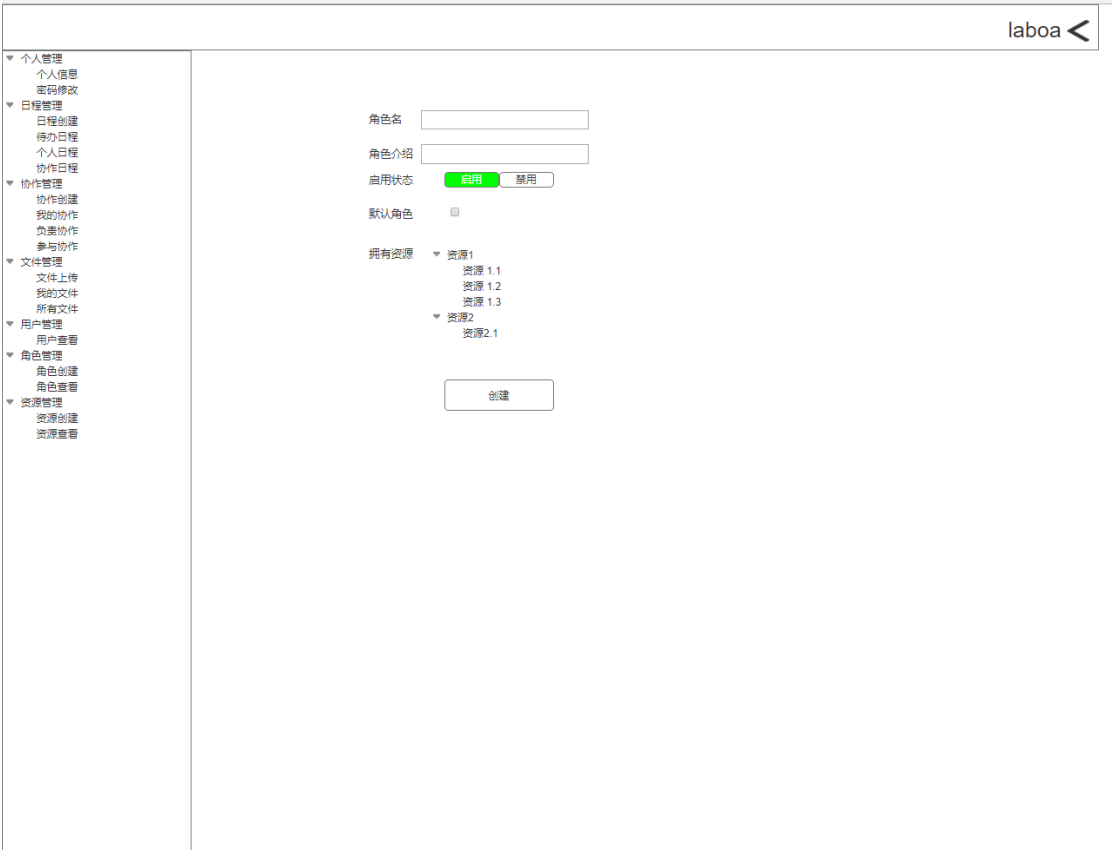 laboa
个人管理
个人信息
密码修改
日程管理
日程创建
待办日程
个人日程
协作日程
协作管理
协作创建
我的协作
负责协作
参与协作
文件管理
文件上传
我的文件
所有文件
用户管理
用户查看
角色管理
角色创建
角色查看
资源管理
资源创建
资源查看
角色名
角色介绍
启用状态 启用 禁用
默认角色
拥有资源 资源1
资源 1.1
资源 1.2
资源 1.3
资源2
资源2.1
创建